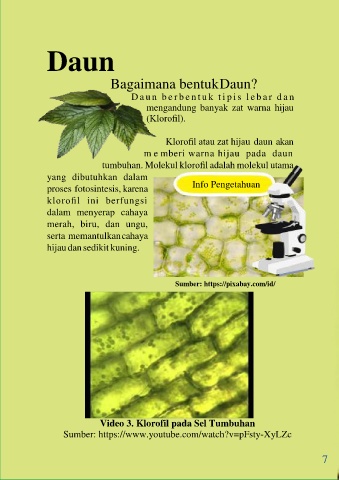 Daun
Bagaimana bentuk Daun?
Daun berbentuk tipis lebar dan
mengandung banyak zat warna hijau
(Klorofil).
Klorofil atau zat hijau daun akan
memberi warna hijau pada daun
tumbuhan. Molekul klorofil adalah molekul utama
yang dibutuhkan dalam
proses fotosintesis, karena
klorofil ini berfungsi
dalam menyerap cahaya
merah, biru, dan ungu,
serta memantulkan cahaya
hijau dan sedikit kuning.
Info Pengetahuan
Sumber: https://pixabay.com/id/
Video 3. Klorofil pada Sel Tumbuhan
Sumber: https://www.youtube.com/watch?v=pFsty-XyLZc
7